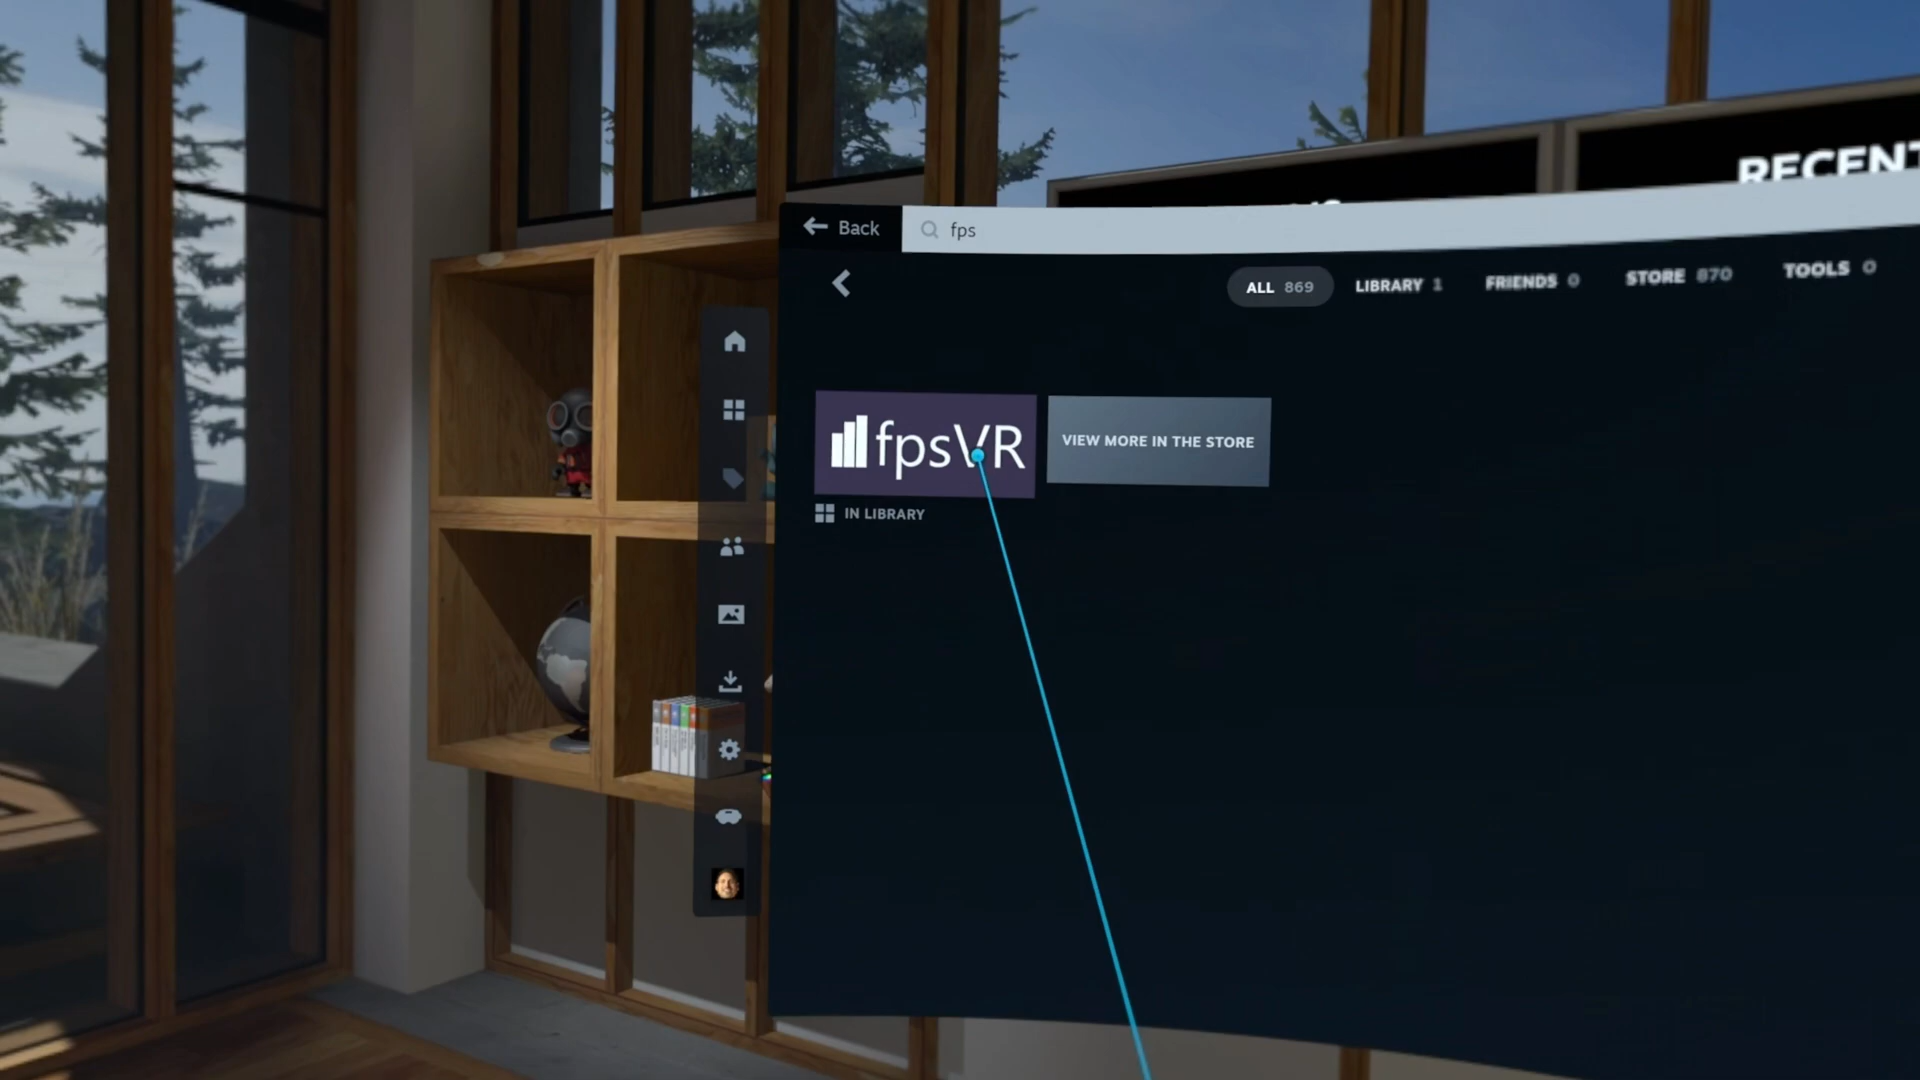 RECENT
Back
fps
ALL 869
LIBRARY 1
FRIENDS 0
STORE 870
TOOLS 0
fpsVR
VIEW MORE IN THE STORE
IN LIBRARY